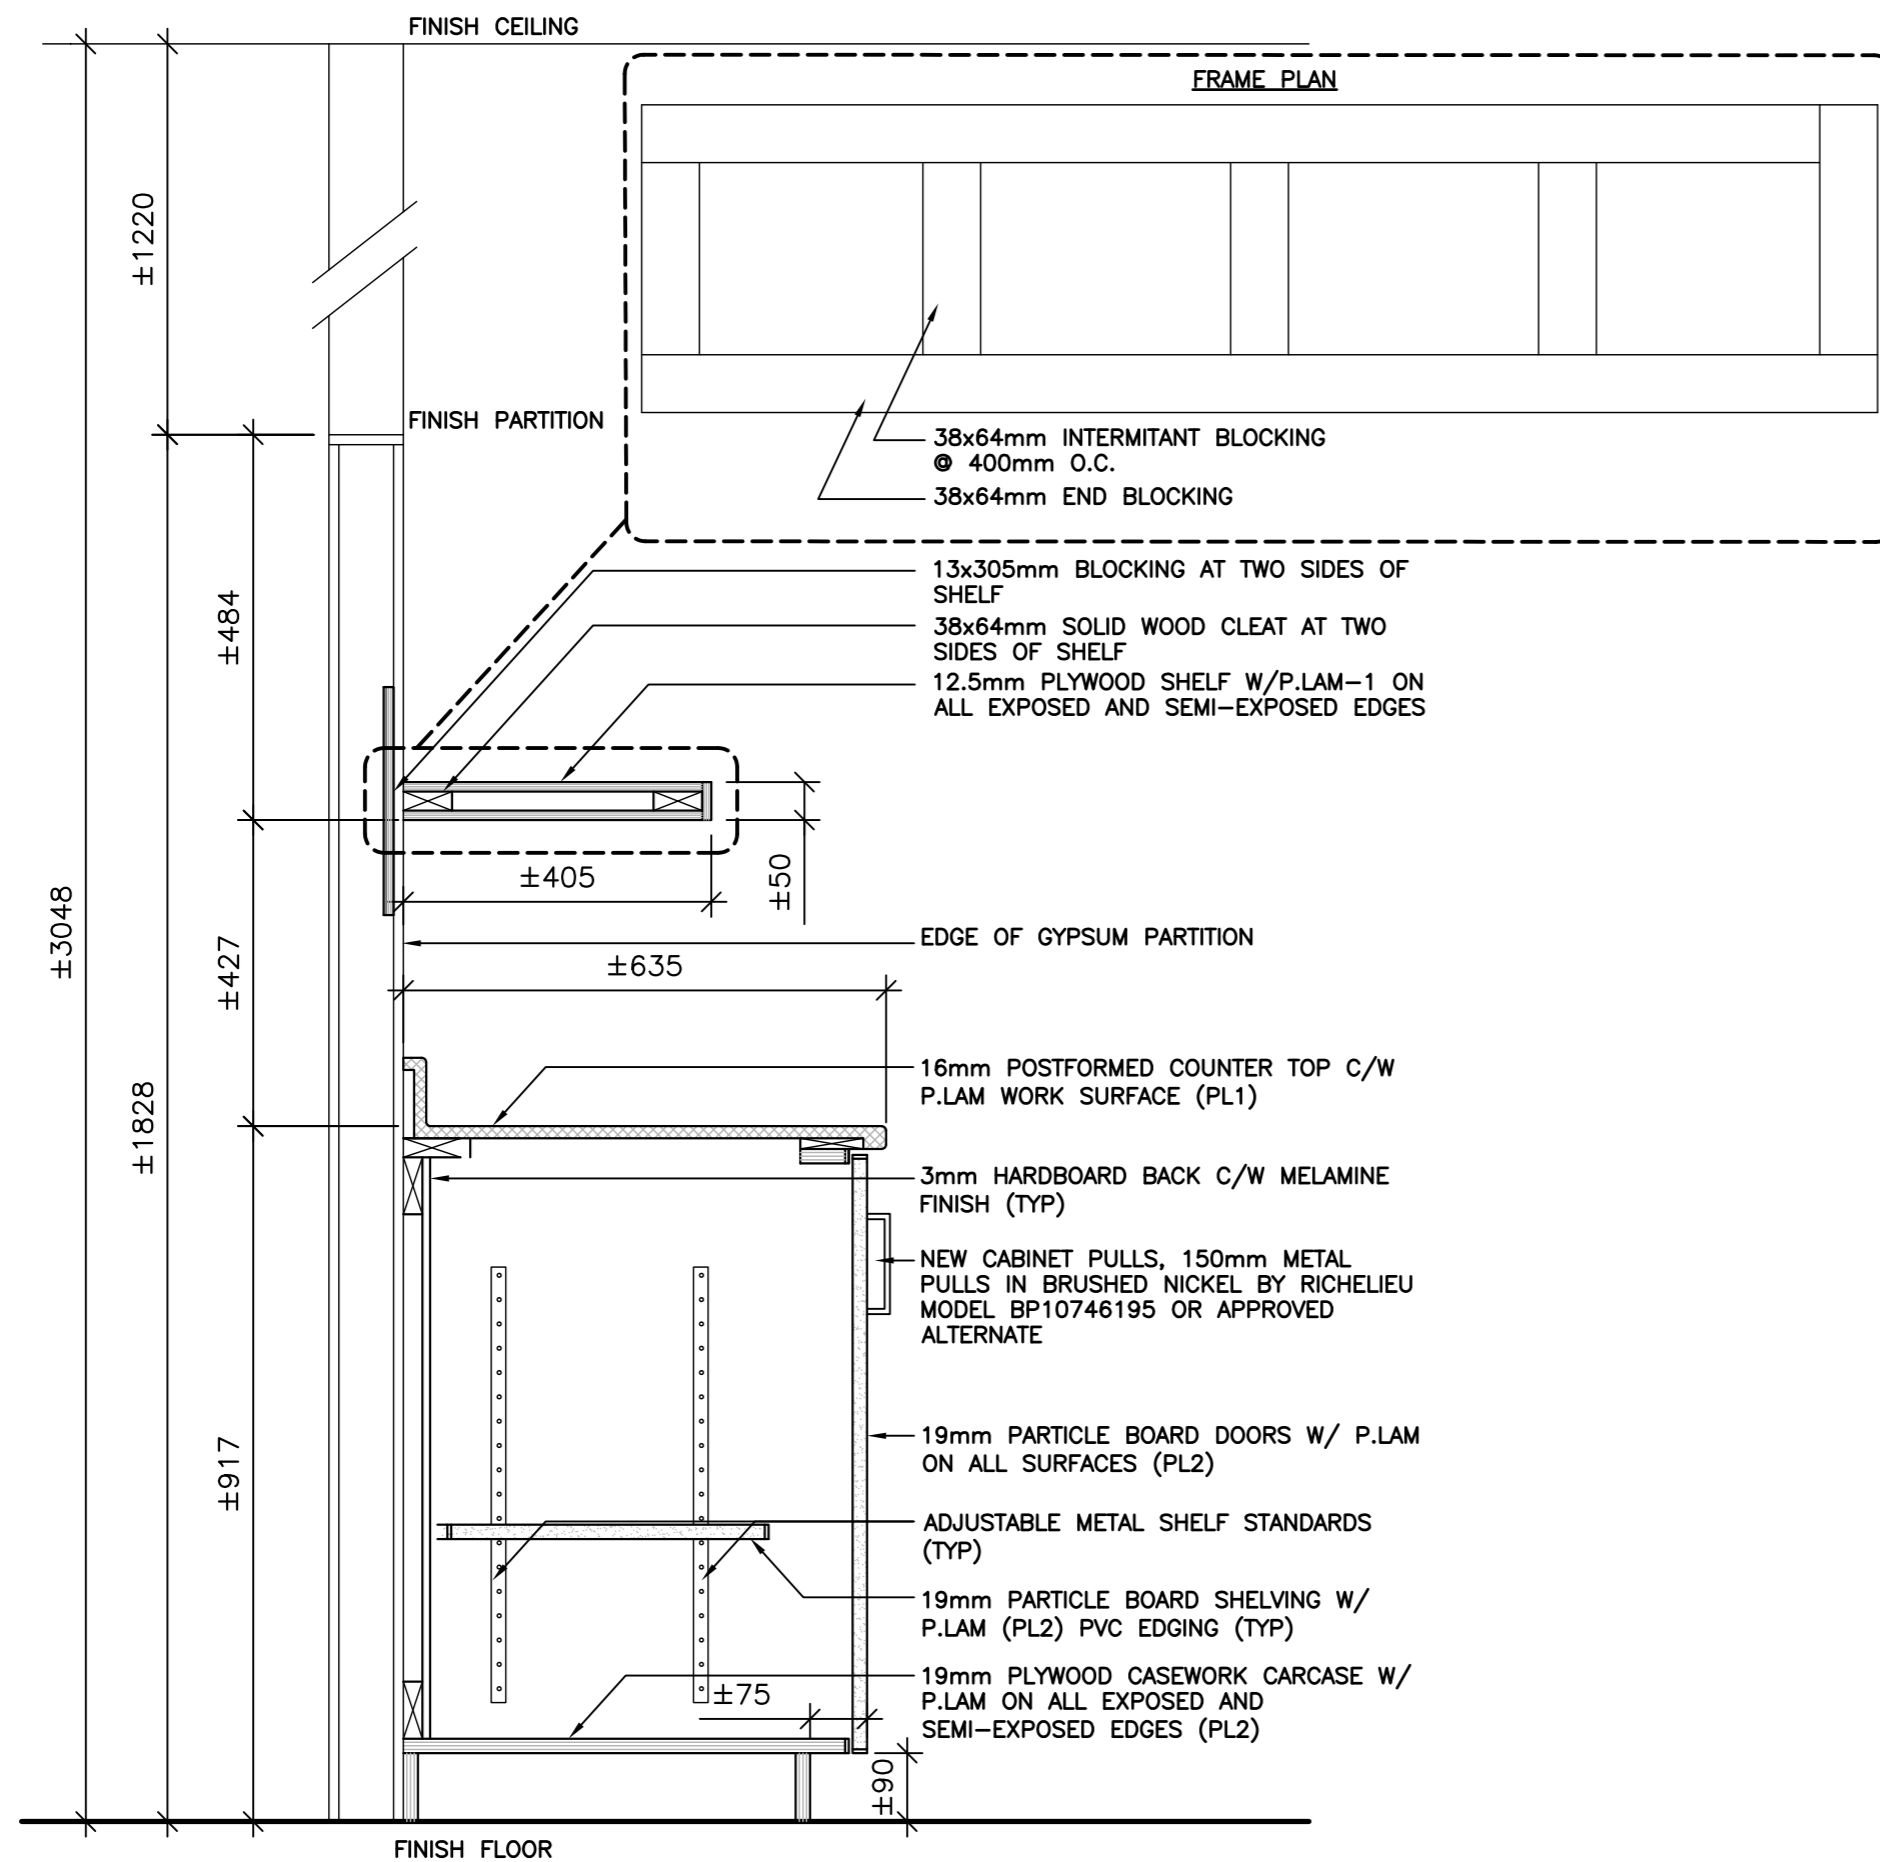 FINISH CEILING
FRAME PLAN
±1220
FINISH PARTITION
38x64mm INTERMITANT BLOCKING
@ 400mm O.C.
38x64mm END BLOCKING
13x305mm BLOCKING AT TWO SIDES OF
SHELF
38x64mm SOLID WOOD CLEAT AT TWO
SIDES OF SHELF
12.5mm PLYWOOD SHELF W/P.LAM-1 ON
ALL EXPOSED AND SEMI-EXPOSED EDGES
±484
±405
±50
±3048
±427
EDGE OF GYPSUM PARTITION
±635
16mm POSTFORMED COUNTER TOP C/W
P.LAM WORK SURFACE (PL1)
±1828
3mm HARDBOARD BACK C/W MELAMINE
FINISH (TYP)
NEW CABINET PULLS, 150mm METAL
PULLS IN BRUSHED NICKEL BY RICHELIEU
MODEL BP10746195 OR APPROVED
ALTERNATE
±917
19mm PARTICLE BOARD DOORS W/ P.LAM
ON ALL SURFACES (PL2)
ADJUSTABLE METAL SHELF STANDARDS
(TYP)
19mm PARTICLE BOARD SHELVING W/
P.LAM (PL2) PVC EDGING (TYP)
19mm PLYWOOD CASEWORK CARCASE W/
P.LAM ON ALL EXPOSED AND
SEMI-EXPOSED EDGES (PL2)
±75
±90
FINISH FLOOR